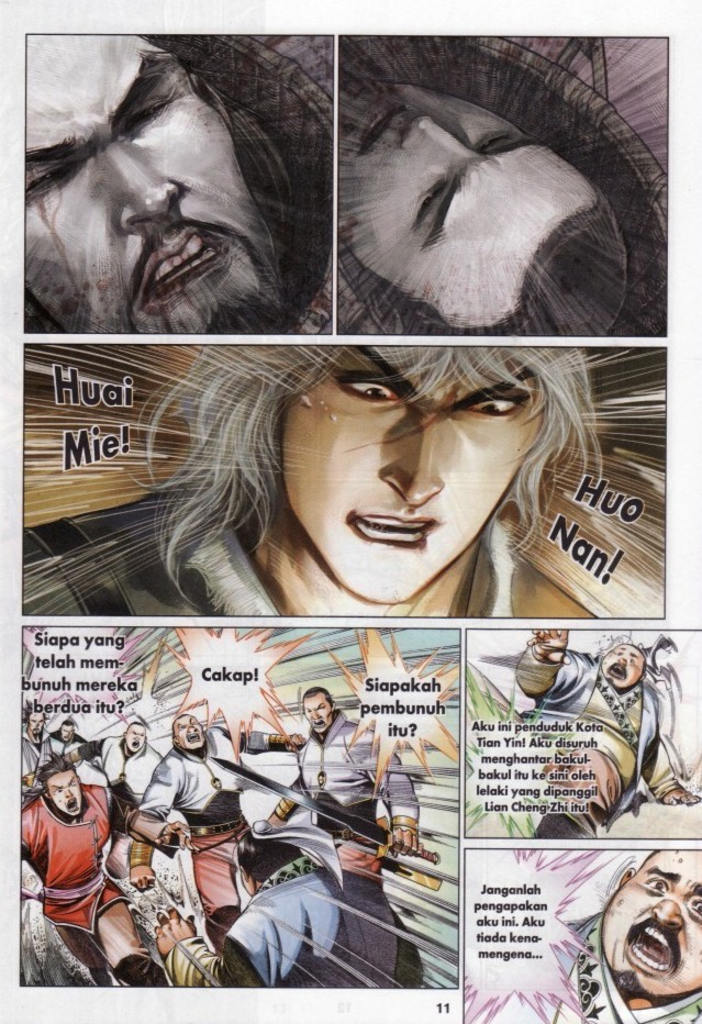 Huai
Mie!
Huo
Nan!
Siapa yang
telah mem-
bunuh mereka
berdua itu?
Cakap!
Siapakah
pembunuh
itu?
Aku ini penduduk Kota
Tian Yin! Aku disuruh
menghantar bakul-
bakul itu ke sini oleh
lelaki yang dipanggil
Lian Cheng Zhi itu!
Janganlah
pengapakan
aku ini. Aku
tiada kena-
mengena...
11